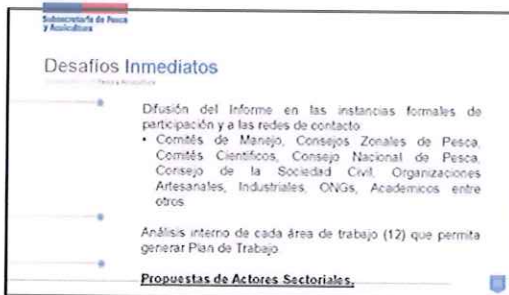 Subsecretaría de Pesca
y Acuicultura
Desafíos Inmediatos
Difusión del Informe en las instancias formales de
participación y a las redes de contacto
• Comités de Manejo, Consejos Zonales de Pesca,
Comités Científicos, Consejo Nacional de Pesca,
Consejo de la Sociedad Civil, Organizaciones
Artesanales, Industriales, ONGs, Academicos entre
otros
Análisis interno de cada área de trabajo (12) que permita
generar Plan de Trabajo
Propuestas de Actores Sectoriales.